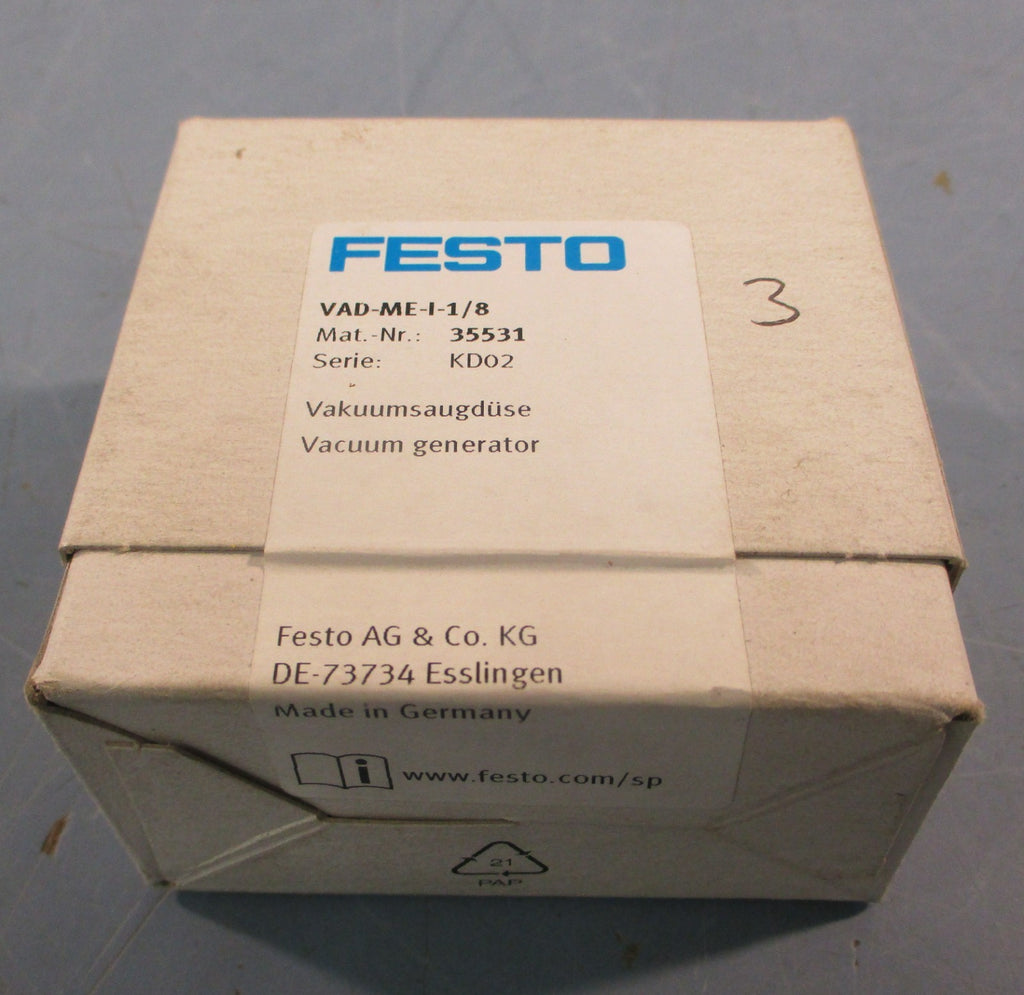 FESTO
3
VAD-ME-I-1/8
Mat.-Nr.: 35531
Serie: KD02
Vakuumsaugdüse
Vacuum generator
Festo AG & Co. KG
DE-73734 Esslingen
Made in Germany
i www.festo.com/sp
21
PAP